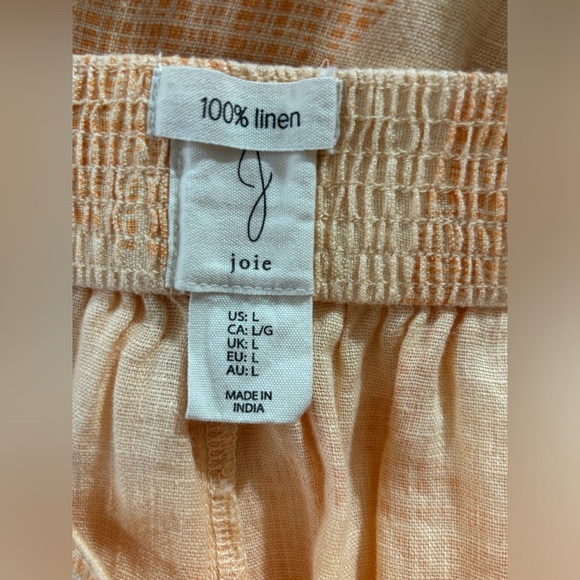 100% linen
J
joie
US: L
CA: L/G
UK: L
EU: L
AU: L
MADE IN
INDIA